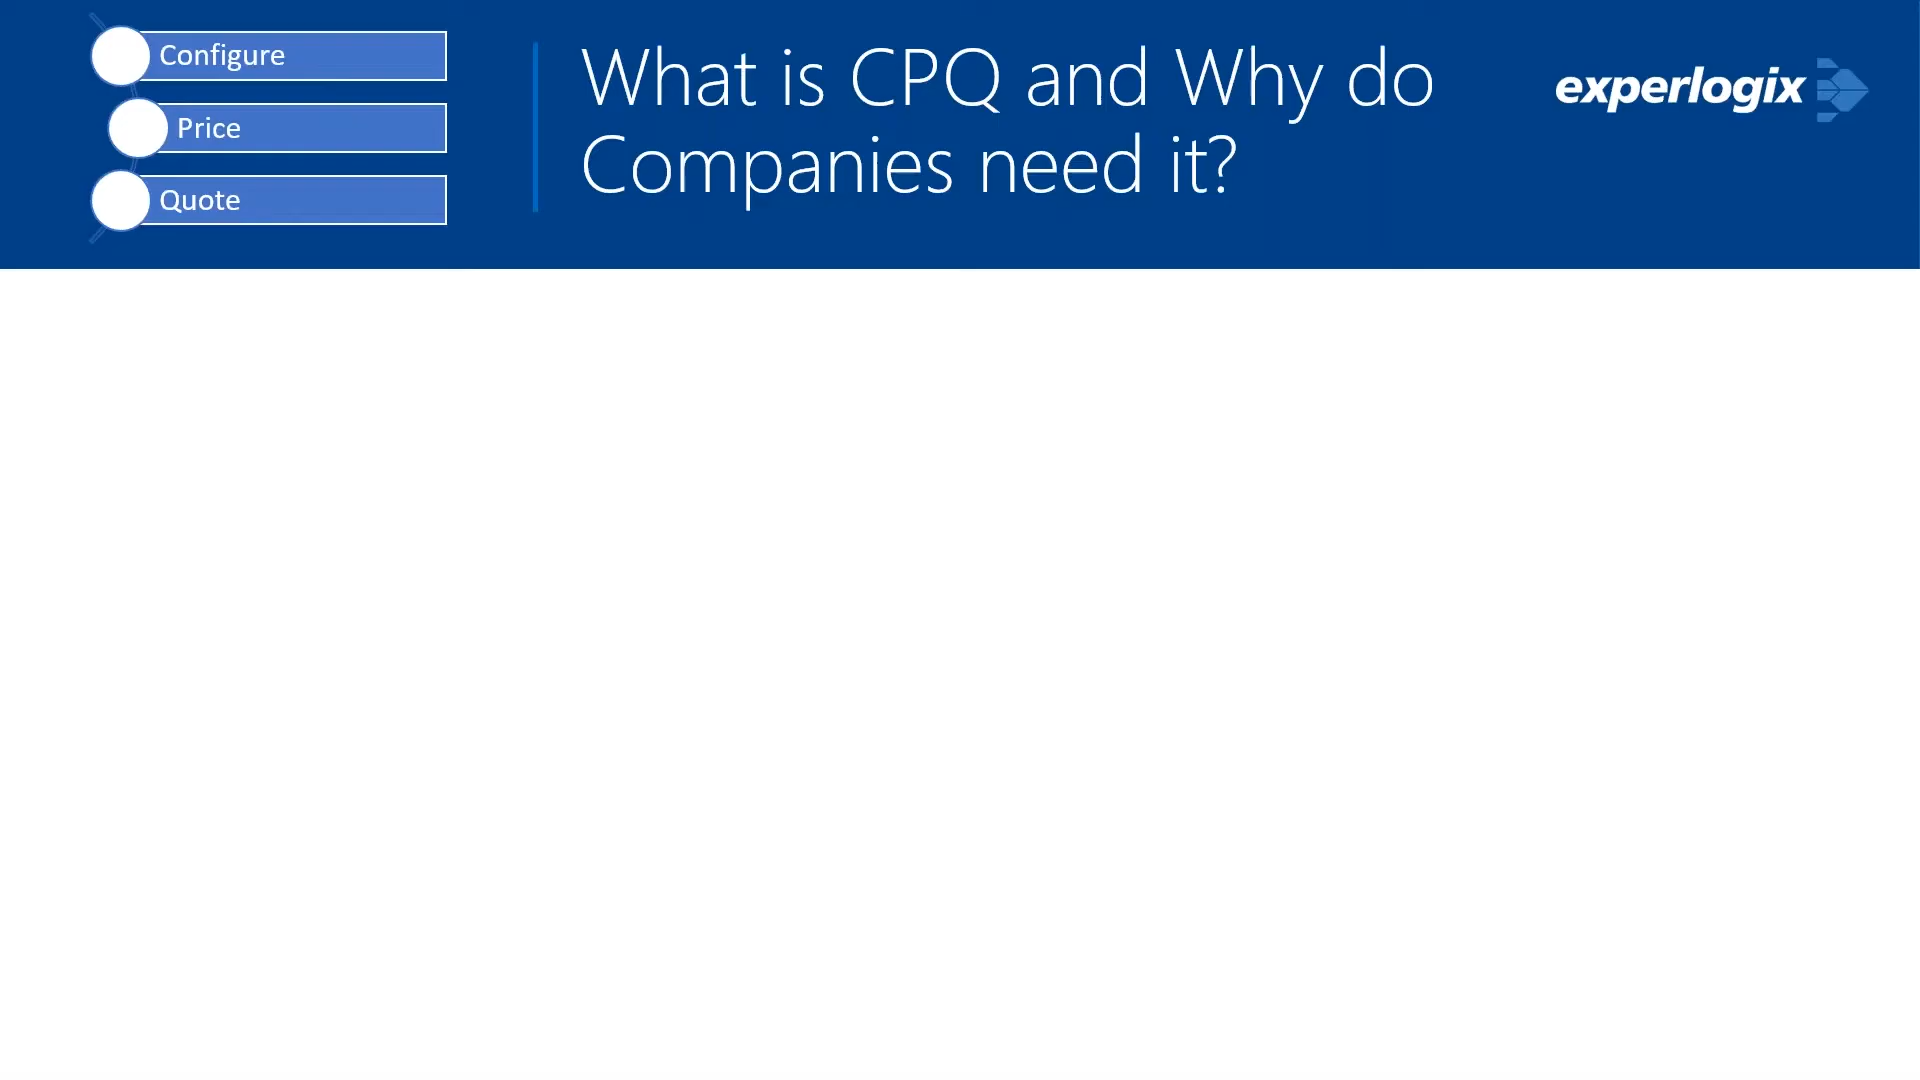 Configure
Price
Quote
What is CPQ and Why do
Companies need it?
experlogix